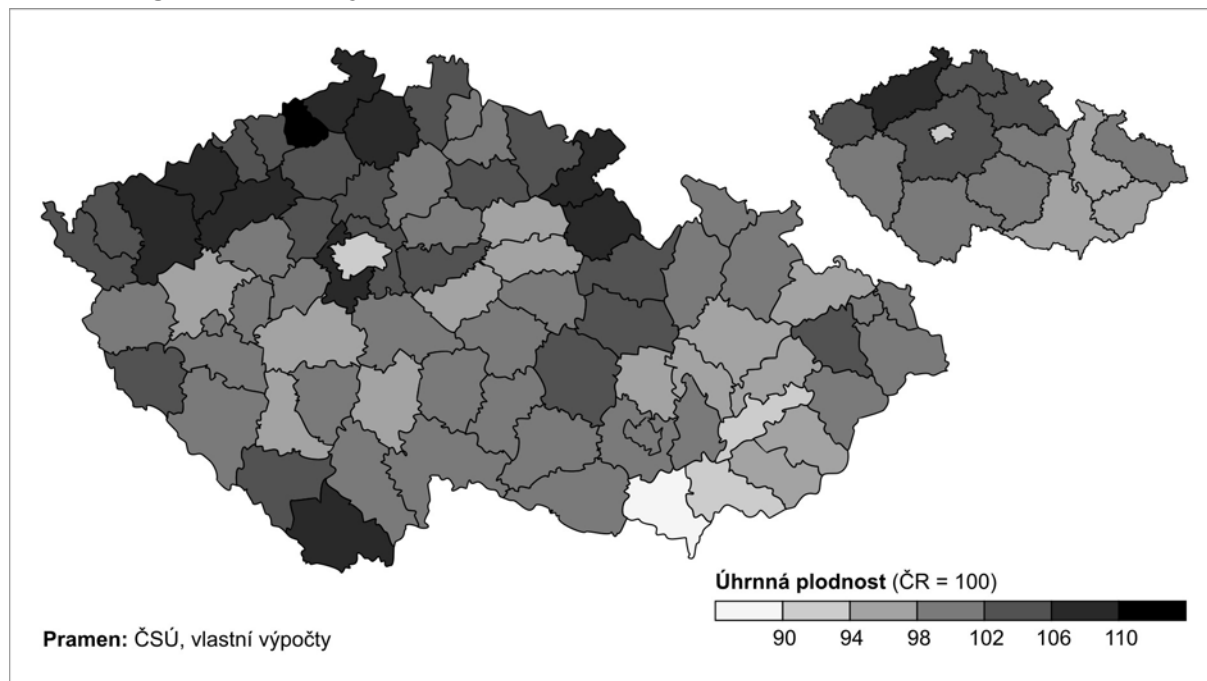 Úhrnná plodnost (ČR = 100)
90 94 98 102 106 110
Pramen: ČSÚ, vlastní výpočty